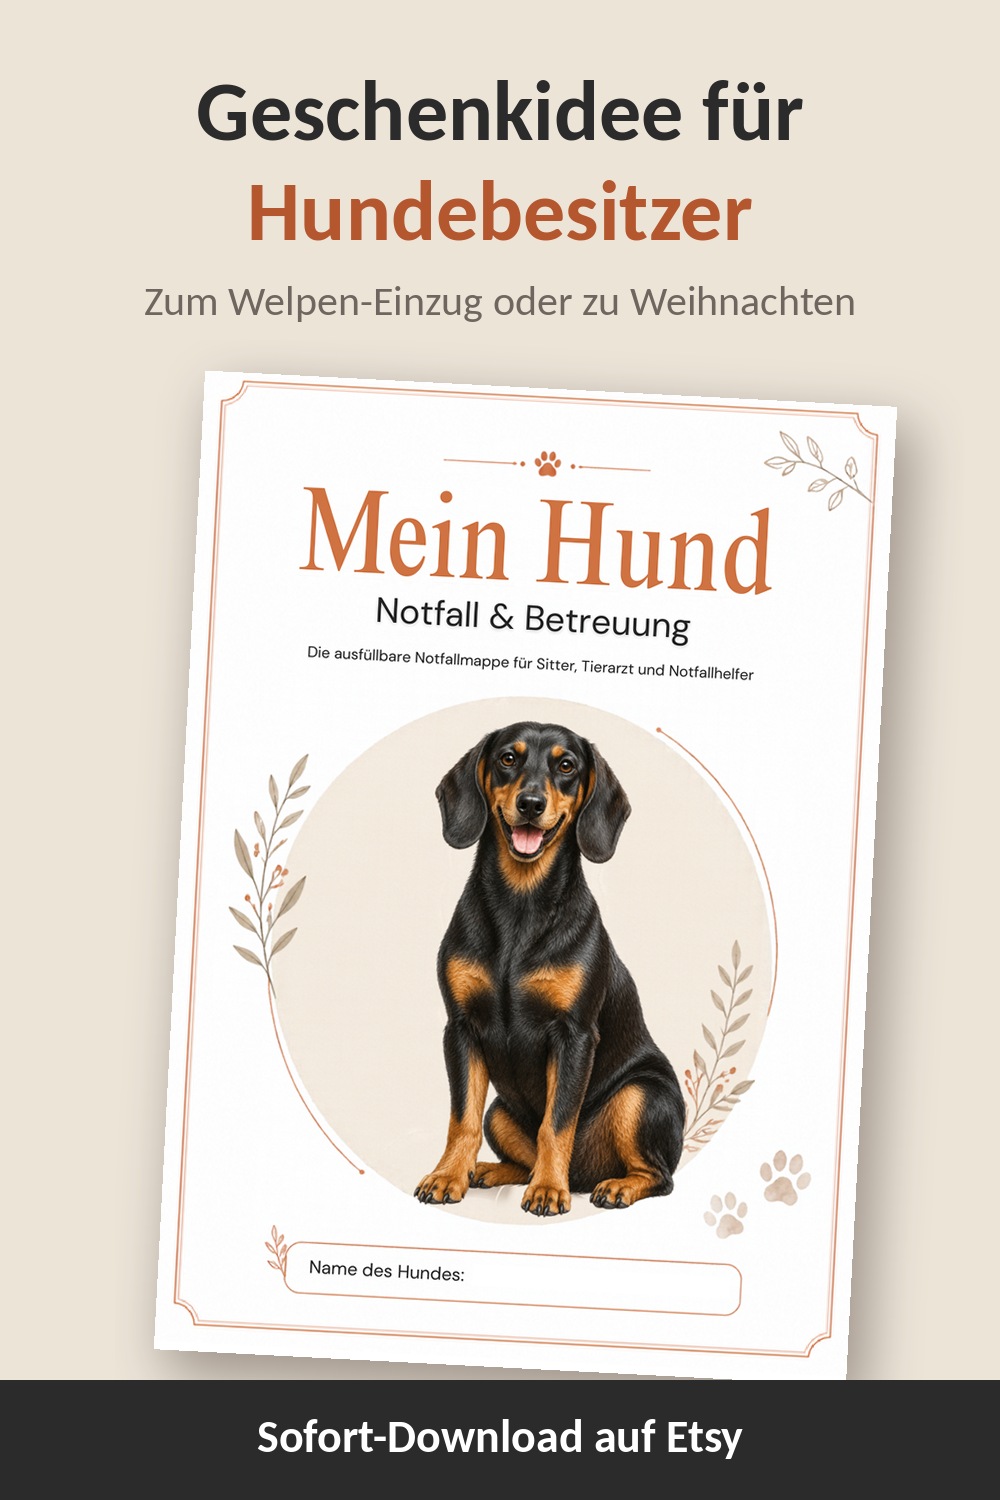 Geschenkidee für
Hundebesitzer
Zum Welpen-Einzug oder zu Weihnachten
Mein Hund
Notfall & Betreuung
Die ausfüllbare Notfallmappe für Sitter, Tierarzt und Notfallhelfer
Name des Hundes:
Sofort-Download auf Etsy